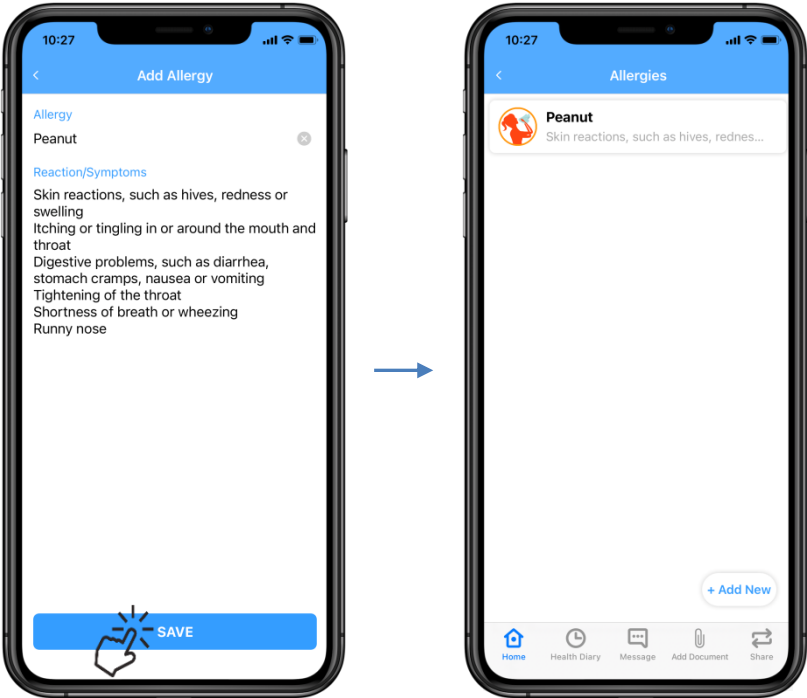 10:27
Add Allergy
Allergy
Peanut
Reaction/Symptoms
Skin reactions, such as hives, redness or
swelling
Itching or tingling in or around the mouth and
throat
Digestive problems, such as diarrhea,
stomach cramps, nausea or vomiting
Tightening of the throat
Shortness of breath or wheezing
Runny nose
SAVE
10:27
Allergies
Peanut
Skin reactions, such as hives, rednes...
+ Add New
Home
Health Diary
Message
Add Document
Share